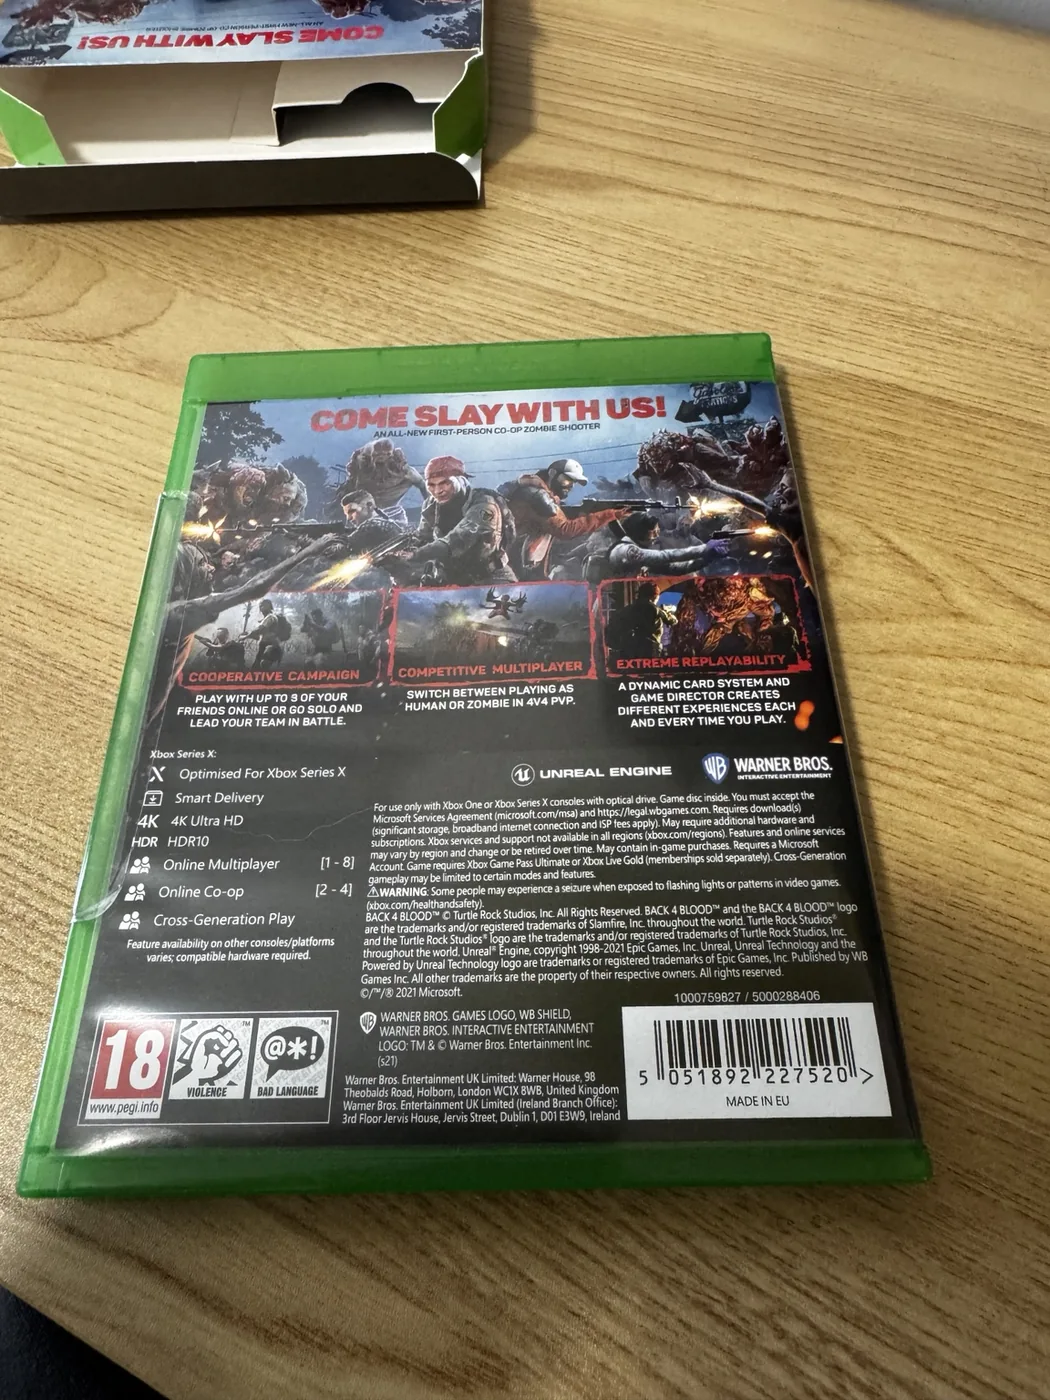 COME SLAY WITH US!
COME SLAY WITH US!
AN ALL-NEW FIRST-PERSON CO-OP ZOMBIE SHOOTER
COOPERATIVE CAMPAIGN
PLAY WITH UP TO 3 OF YOUR
FRIENDS ONLINE OR GO SOLO AND
LEAD YOUR TEAM IN BATTLE.
COMPETITIVE MULTIPLAYER
SWITCH BETWEEN PLAYING AS
HUMAN OR ZOMBIE IN 4V4 PVP.
EXTREME REPLAYABILITY
A DYNAMIC CARD SYSTEM AND
GAME DIRECTOR CREATES
DIFFERENT EXPERIENCES EACH
AND EVERY TIME YOU PLAY.
Xbox Series X:
Optimised For Xbox Series X
Smart Delivery
4K 4K Ultra HD
HDR HDR10
Online Multiplayer [1 - 8]
Online Co-op [2 - 4]
Cross-Generation Play
Feature availability on other consoles/platforms
varies; compatible hardware required.
UNREAL ENGINE
WB WARNER BROS.
INTERACTIVE ENTERTAINMENT
For use only with Xbox One or Xbox Series X consoles with optical drive. Game disc inside. You must accept the
Microsoft Services Agreement (microsoft.com/msa) and https://legal.wbgames.com. Requires download(s)
(significant storage, broadband internet connection and ISP fees apply). May require additional hardware and
subscriptions. Xbox services and support not available in all regions (xbox.com/regions). Features and online services
may vary by region and change or be retired over time. May contain in-game purchases. Requires a Microsoft
Account. Game requires Xbox Game Pass Ultimate or Xbox Live Gold (memberships sold separately). Cross-Generation
gameplay may be limited to certain modes and features.
⚠WARNING: Some people may experience a seizure when exposed to flashing lights or patterns in video games.
(xbox.com/healthandsafety).
BACK 4 BLOOD™ © Turtle Rock Studios, Inc. All Rights Reserved. BACK 4 BLOOD™ and the BACK 4 BLOOD™ logo
are the trademarks and/or registered trademarks of Slamfire, Inc. throughout the world. Turtle Rock Studios®
and the Turtle Rock Studios® logo are the trademarks and/or registered trademarks of Turtle Rock Studios, Inc.
throughout the world. Unreal® Engine, copyright 1998-2021 Epic Games, Inc. Unreal, Unreal Technology and the
Powered by Unreal Technology logo are trademarks or registered trademarks of Epic Games, Inc. Published by WB
Games Inc. All other trademarks are the property of their respective owners. All rights reserved.
©/™/® 2021 Microsoft.
1000759827 / 5000288406
WB WARNER BROS. GAMES LOGO, WB SHIELD,
WARNER BROS. INTERACTIVE ENTERTAINMENT
LOGO: TM & © Warner Bros. Entertainment Inc.
(s21)
18
www.pegi.info
VIOLENCE
@*!
BAD LANGUAGE
Warner Bros. Entertainment UK Limited: Warner House, 98
Theobalds Road, Holborn, London WC1X 8WB, United Kingdom
Warner Bros. Entertainment UK Limited (Ireland Branch Office):
3rd Floor Jervis House, Jervis Street, Dublin 1, D01 E3W9, Ireland
5 051892 227520 >
MADE IN EU